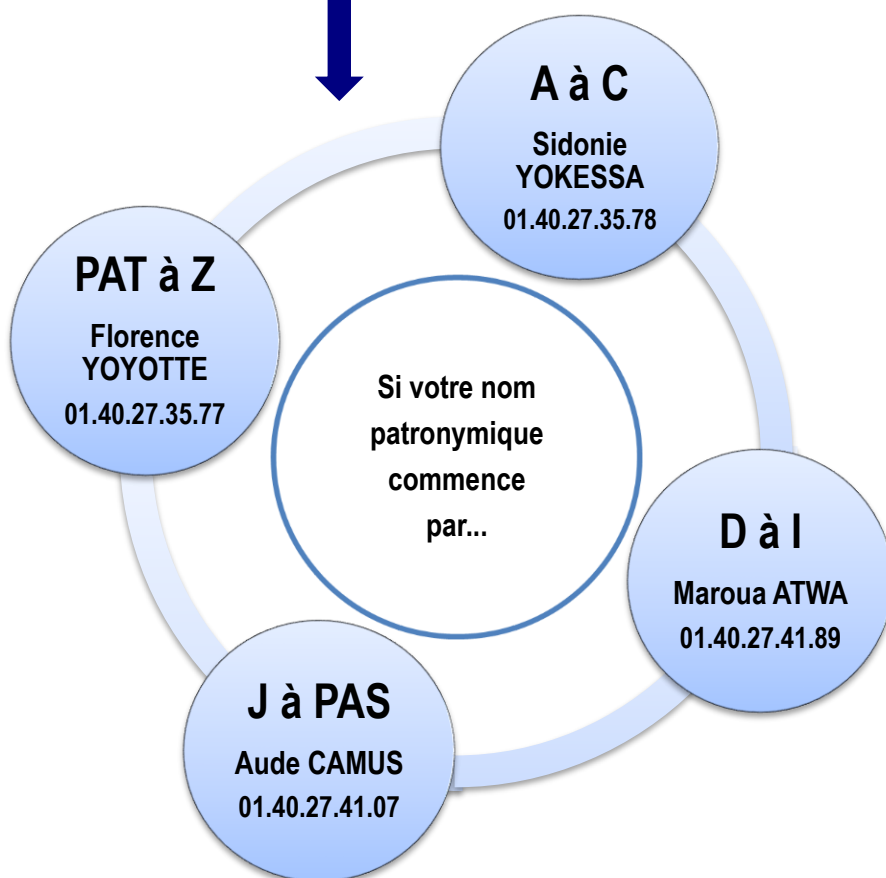 A à C
Sidonie
YOKESSA
01.40.27.35.78
PAT à Z
Florence
YOYOTTE
01.40.27.35.77
Si votre nom
patronymique
commence
par...
D à I
Maroua ATWA
01.40.27.41.89
J à PAS
Aude CAMUS
01.40.27.41.07